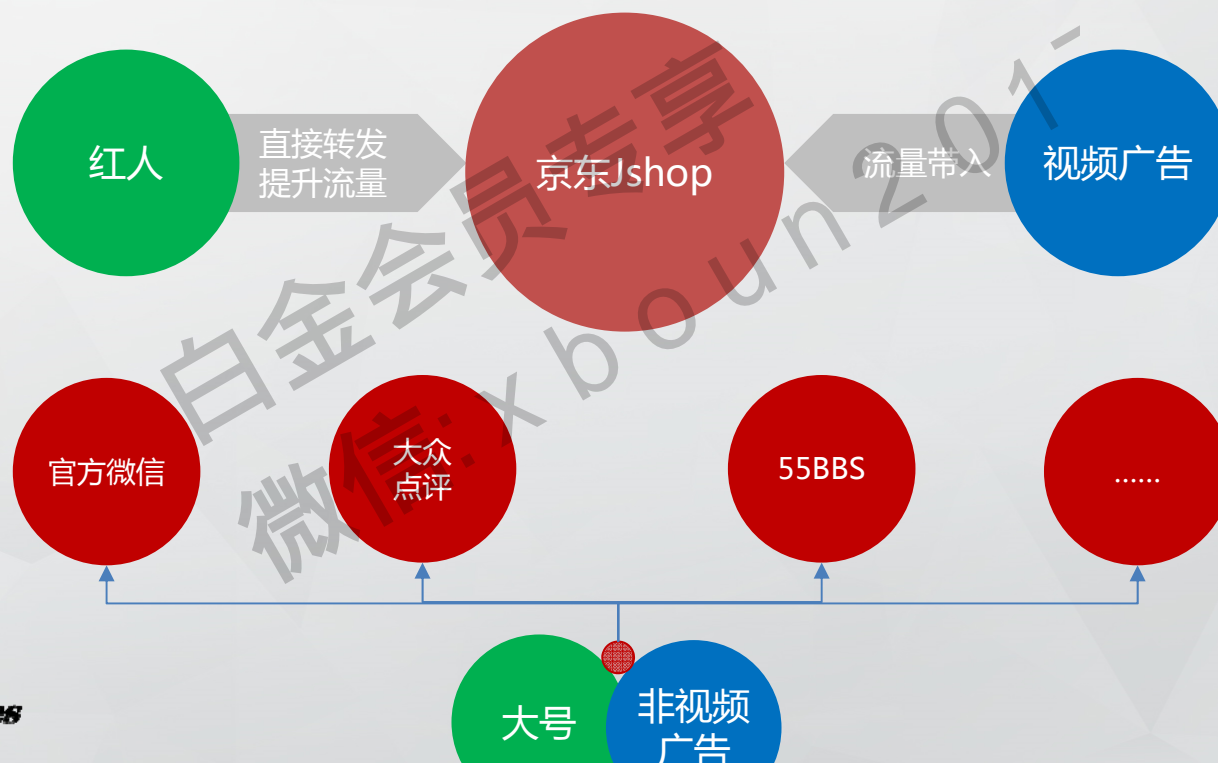 红人
直接转发
提升流量
京东Jshop
流量带入
视频广告
白金会员专享
微信:xboun201-
官方微信
大众
点评
55BBS
......
大号
非视频
广告
es